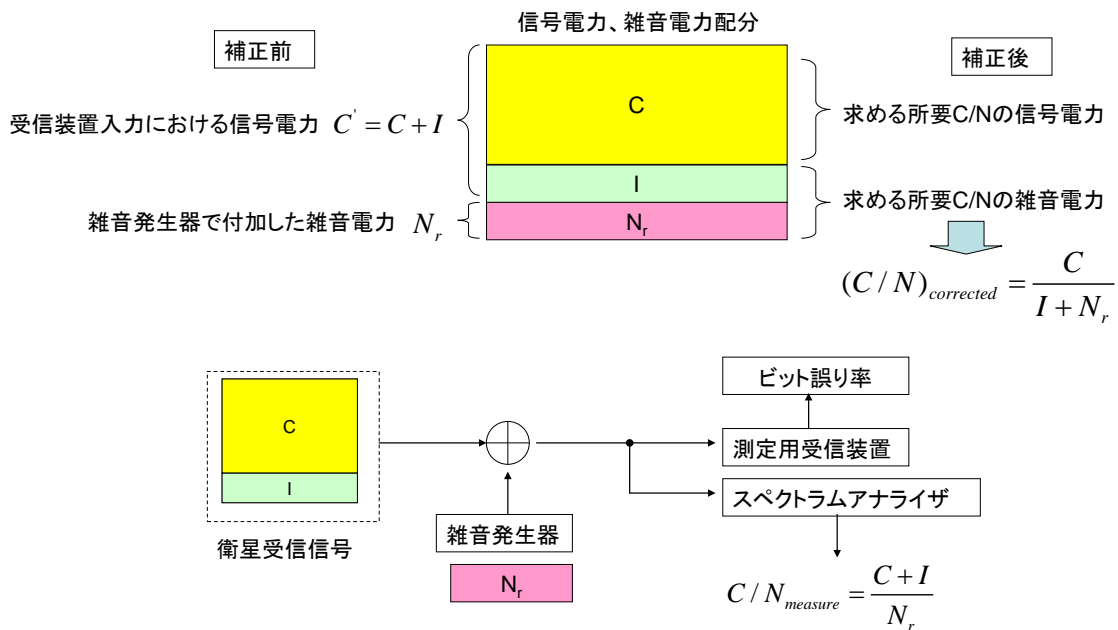 信号電力、雑音電力配分
補正前
補正後
C
受信装置入力における信号電力 C' = C + I
求める所要C/Nの信号電力
I
求める所要C/Nの雑音電力
雑音発生器で付加した雑音電力 N_r
N_r
(C / N)_{corrected} = \frac{C}{I + N_r}
ビット誤り率
C
測定用受信装置
I
スペクトラムアナライザ
雑音発生器
衛星受信信号
N_r
C / N_{measure} = \frac{C + I}{N_r}